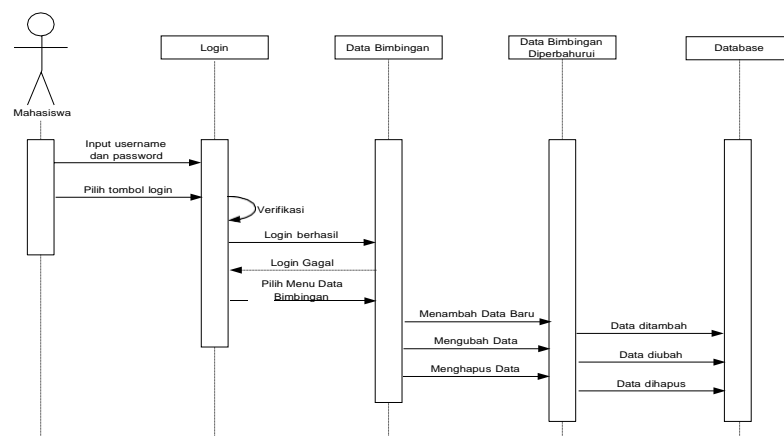 Login
Data Bimbingan
Data Bimbingan
Diperbahurui
Database
Mahasiswa
Input username
dan password
Pilih tombol login
Verifikasi
Login berhasil
Login Gagal
Pilih Menu Data
Bimbingan
Menambah Data Baru
Data ditambah
Mengubah Data
Data diubah
Menghapus Data
Data dihapus